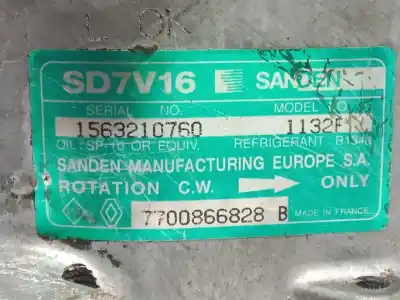 L OK
SD7V16 SANDEN
SERIAL NO. MODEL NO.
1563210760 1132F
OIL SP-10 OR EQUIV. REFRIGERANT R134a
SANDEN MANUFACTURING EUROPE S.A.
ROTATION C.W. → ONLY
7700866828 B MADE IN FRANCE